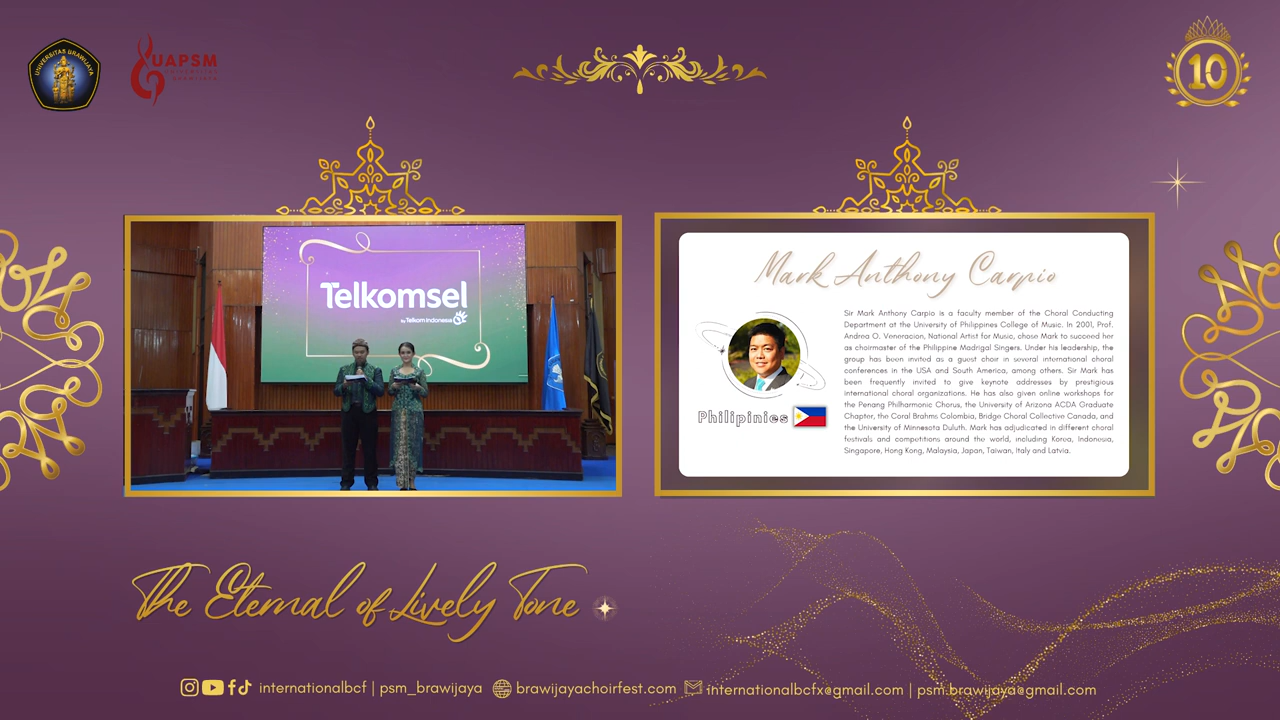 UNIVERSITAS BRAWIJAYA
UAPSM
UNIVERSITAS
BRAWIJAYA
10
Telkomsel
by Telkom Indonesia
Mark Anthony Carpio
Sir Mark Anthony Carpio is a faculty member of the Choral Conducting
Department at the University of Philippines College of Music. In 2001, Prof.
Andrea O. Veneracion, National Artist for Music, chose Mark to succeed her
as choirmaster of the Philippine Madrigal Singers. Under his leadership, the
group has been invited as a guest choir in several international choral
conferences in the USA and South America, among others. Sir Mark has
been frequently invited to give keynote addresses by prestigious
international choral organizations. He has also given online workshops for
the Penang Philharmonic Chorus, the University of Arizona ACDA Graduate
Chapter, the Coral Brahms Colombia, Bridge Choral Collective Canada, and
the University of Minnesota Duluth. Mark has adjudicated in different choral
festivals and competitions around the world, including Korea, Indonesia,
Singapore, Hong Kong, Malaysia, Japan, Taiwan, Italy and Latvia.
Philipinies
The Eternal of Lively Tone
internationalbcf | psm_brawijaya
brawijayachoirfest.com
internationalbcfx@gmail.com | psm.brawijaya@gmail.com